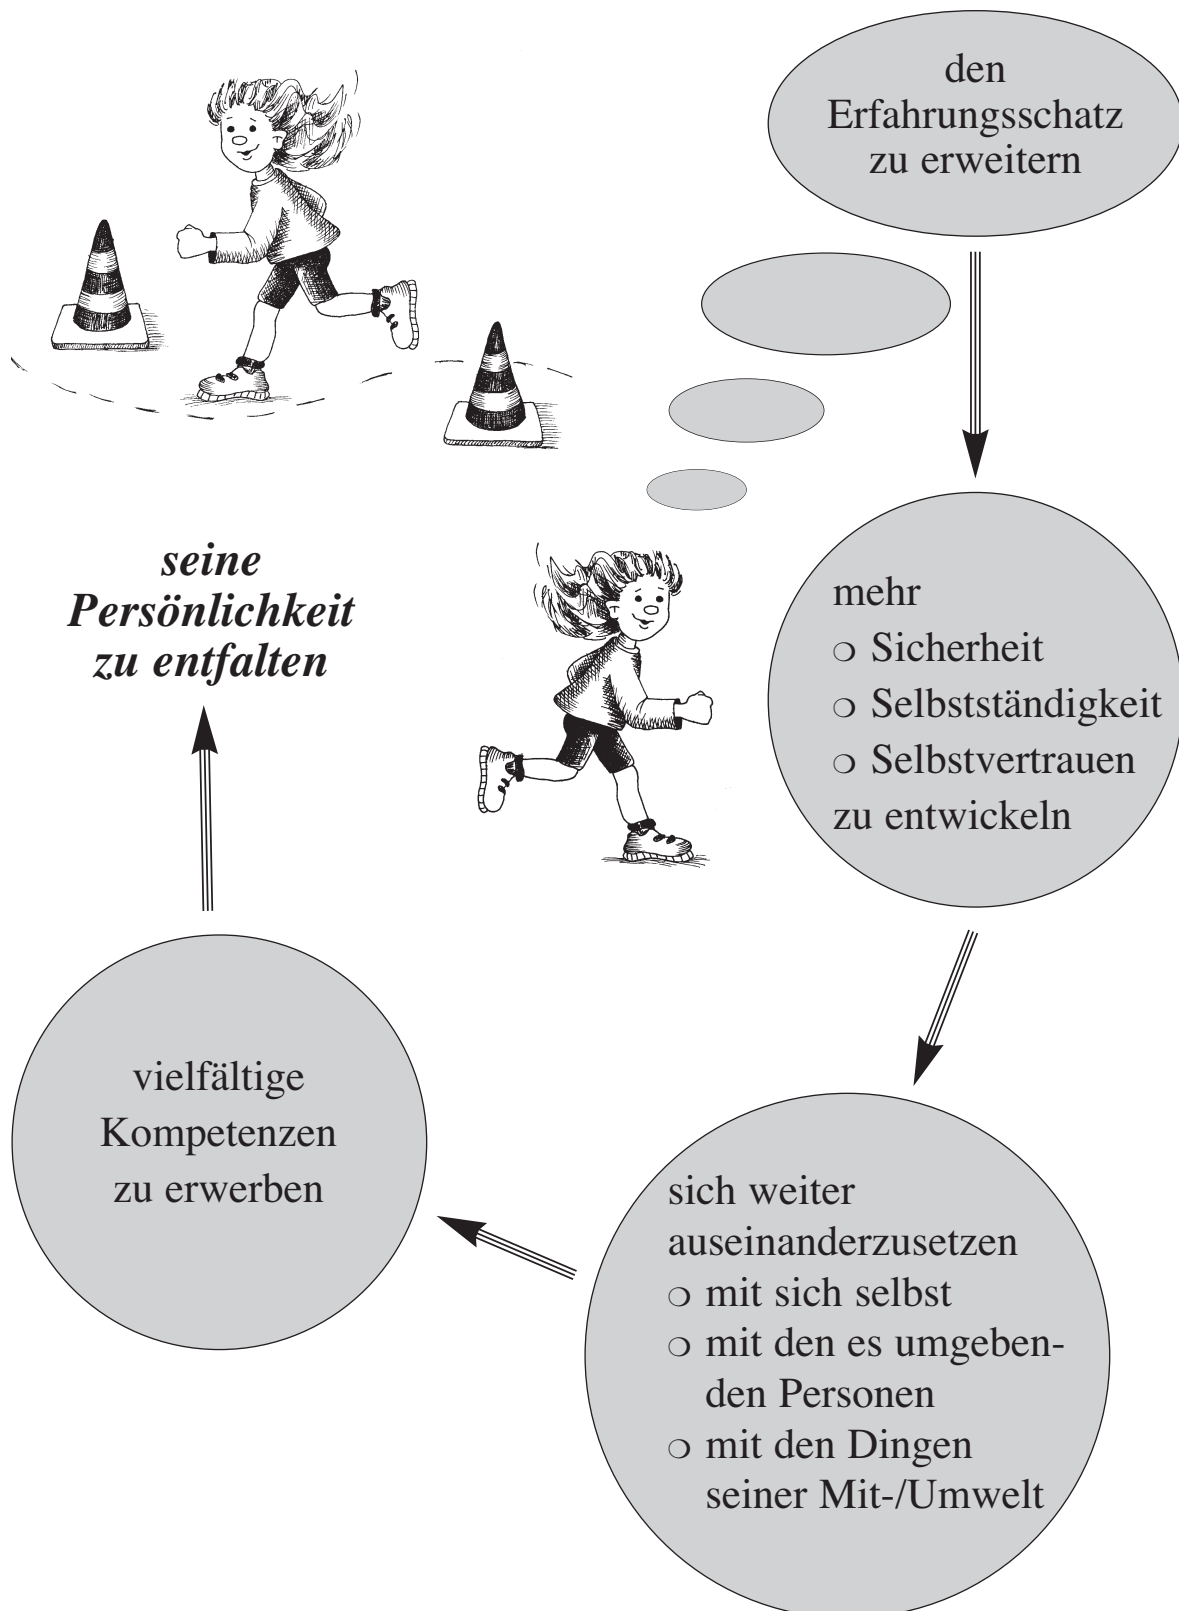 den
Erfahrungsschatz
zu erweitern
mehr
❍ Sicherheit
❍ Selbstständigkeit
❍ Selbstvertrauen
zu entwickeln
sich weiter
auseinanderzusetzen
❍ mit sich selbst
❍ mit den es umgeben-
den Personen
❍ mit den Dingen
seiner Mit-/Umwelt
vielfältige
Kompetenzen
zu erwerben
seine
Persönlichkeit
zu entfalten